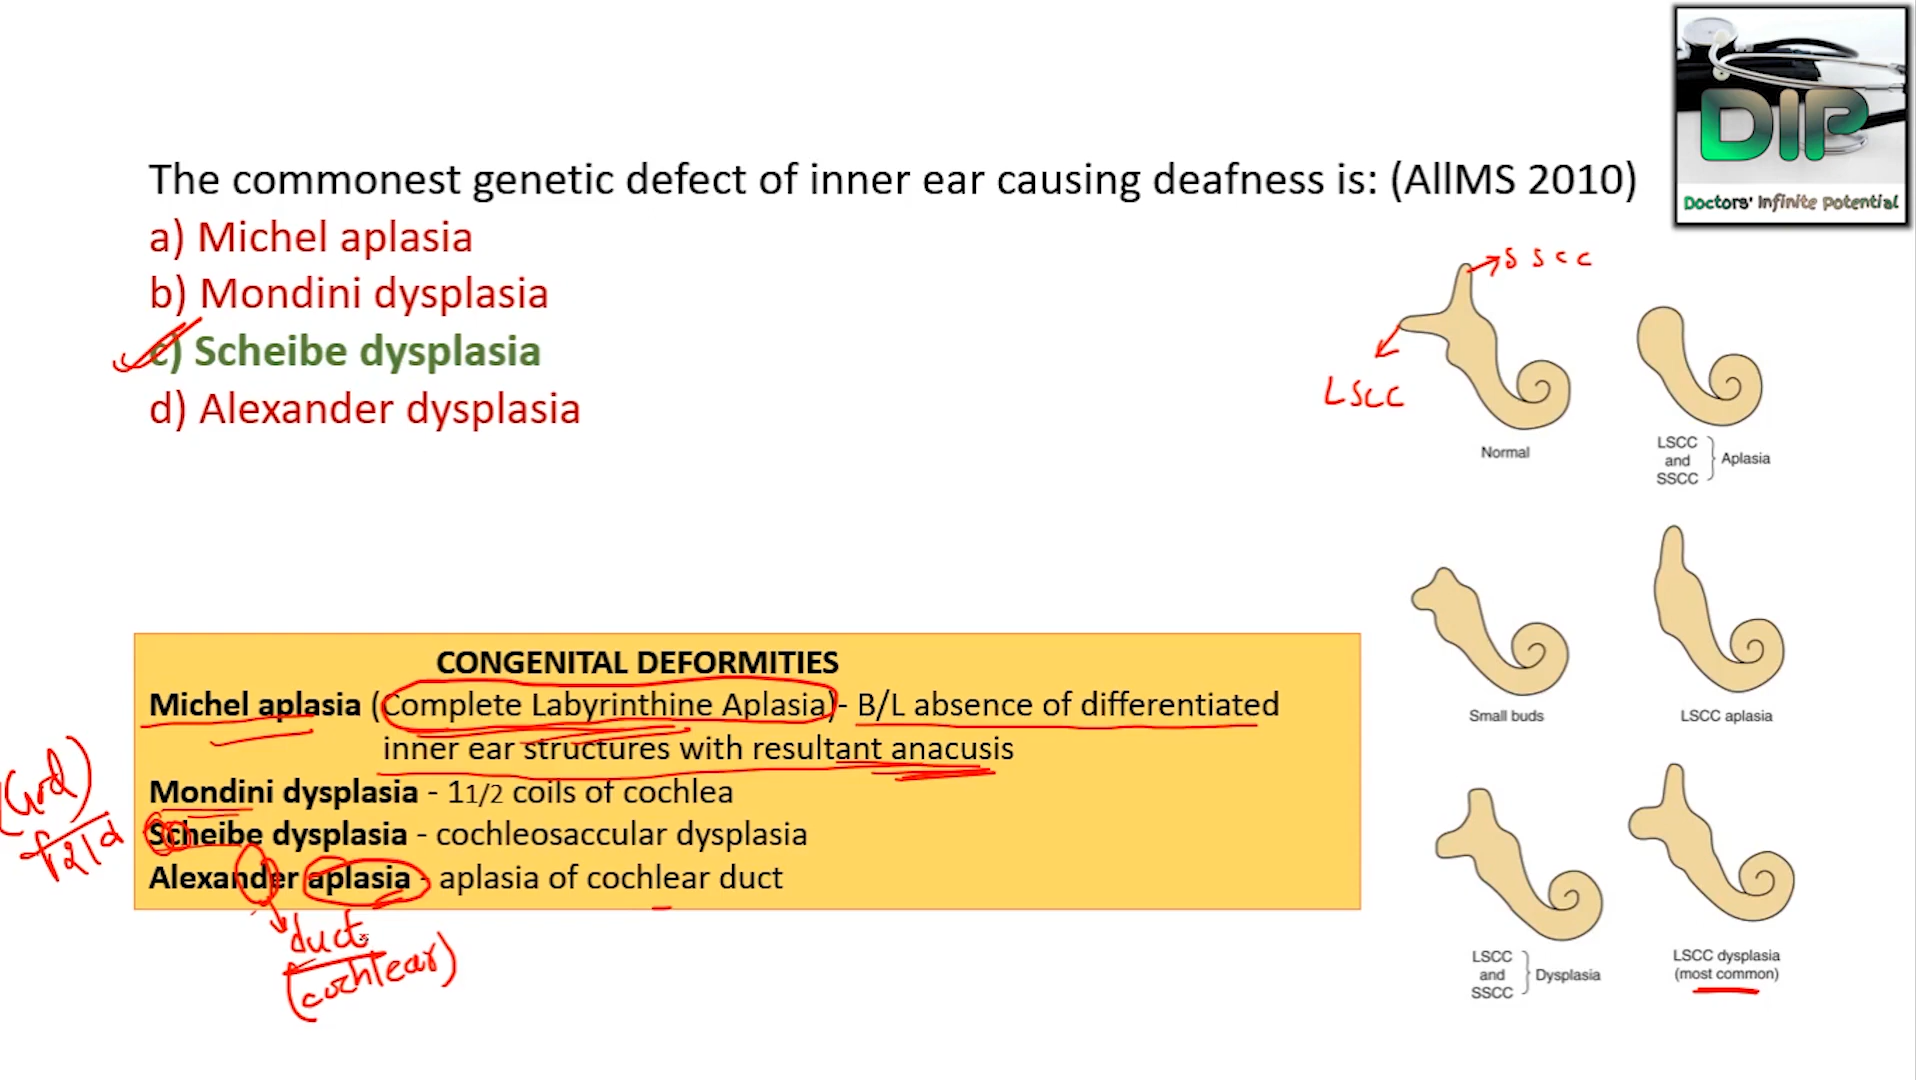 The commonest genetic defect of inner ear causing deafness is: (AllMS 2010)
a) Michel aplasia
b) Mondini dysplasia
c) Scheibe dysplasia
d) Alexander dysplasia
DIP
Doctors' Infinite Potential
SSCC
LSCC
Normal
LSCC
and
SSCC
Aplasia
Small buds
LSCC aplasia
LSCC
and
SSCC
Dysplasia
LSCC dysplasia
(most common)
CONGENITAL DEFORMITIES
Michel aplasia (Complete Labyrinthine Aplasia)- B/L absence of differentiated
inner ear structures with resultant anacusis
Mondini dysplasia - 11/2 coils of cochlea
Scheibe dysplasia - cochleosaccular dysplasia
Alexander aplasia - aplasia of cochlear duct
duct
(cochlear)